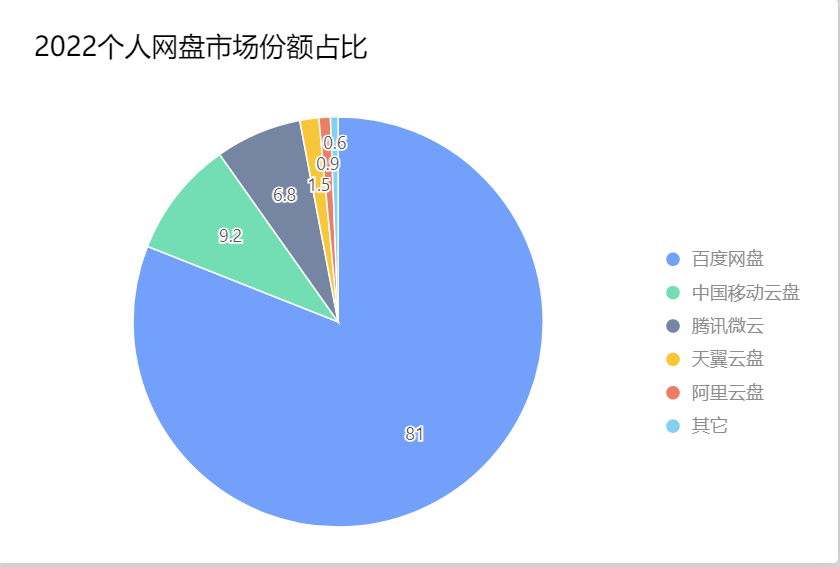 2022个人网盘市场份额占比
0.6
0.9
1.5
6.8
9.2
81
百度网盘
中国移动云盘
腾讯微云
天翼云盘
阿里云盘
其它